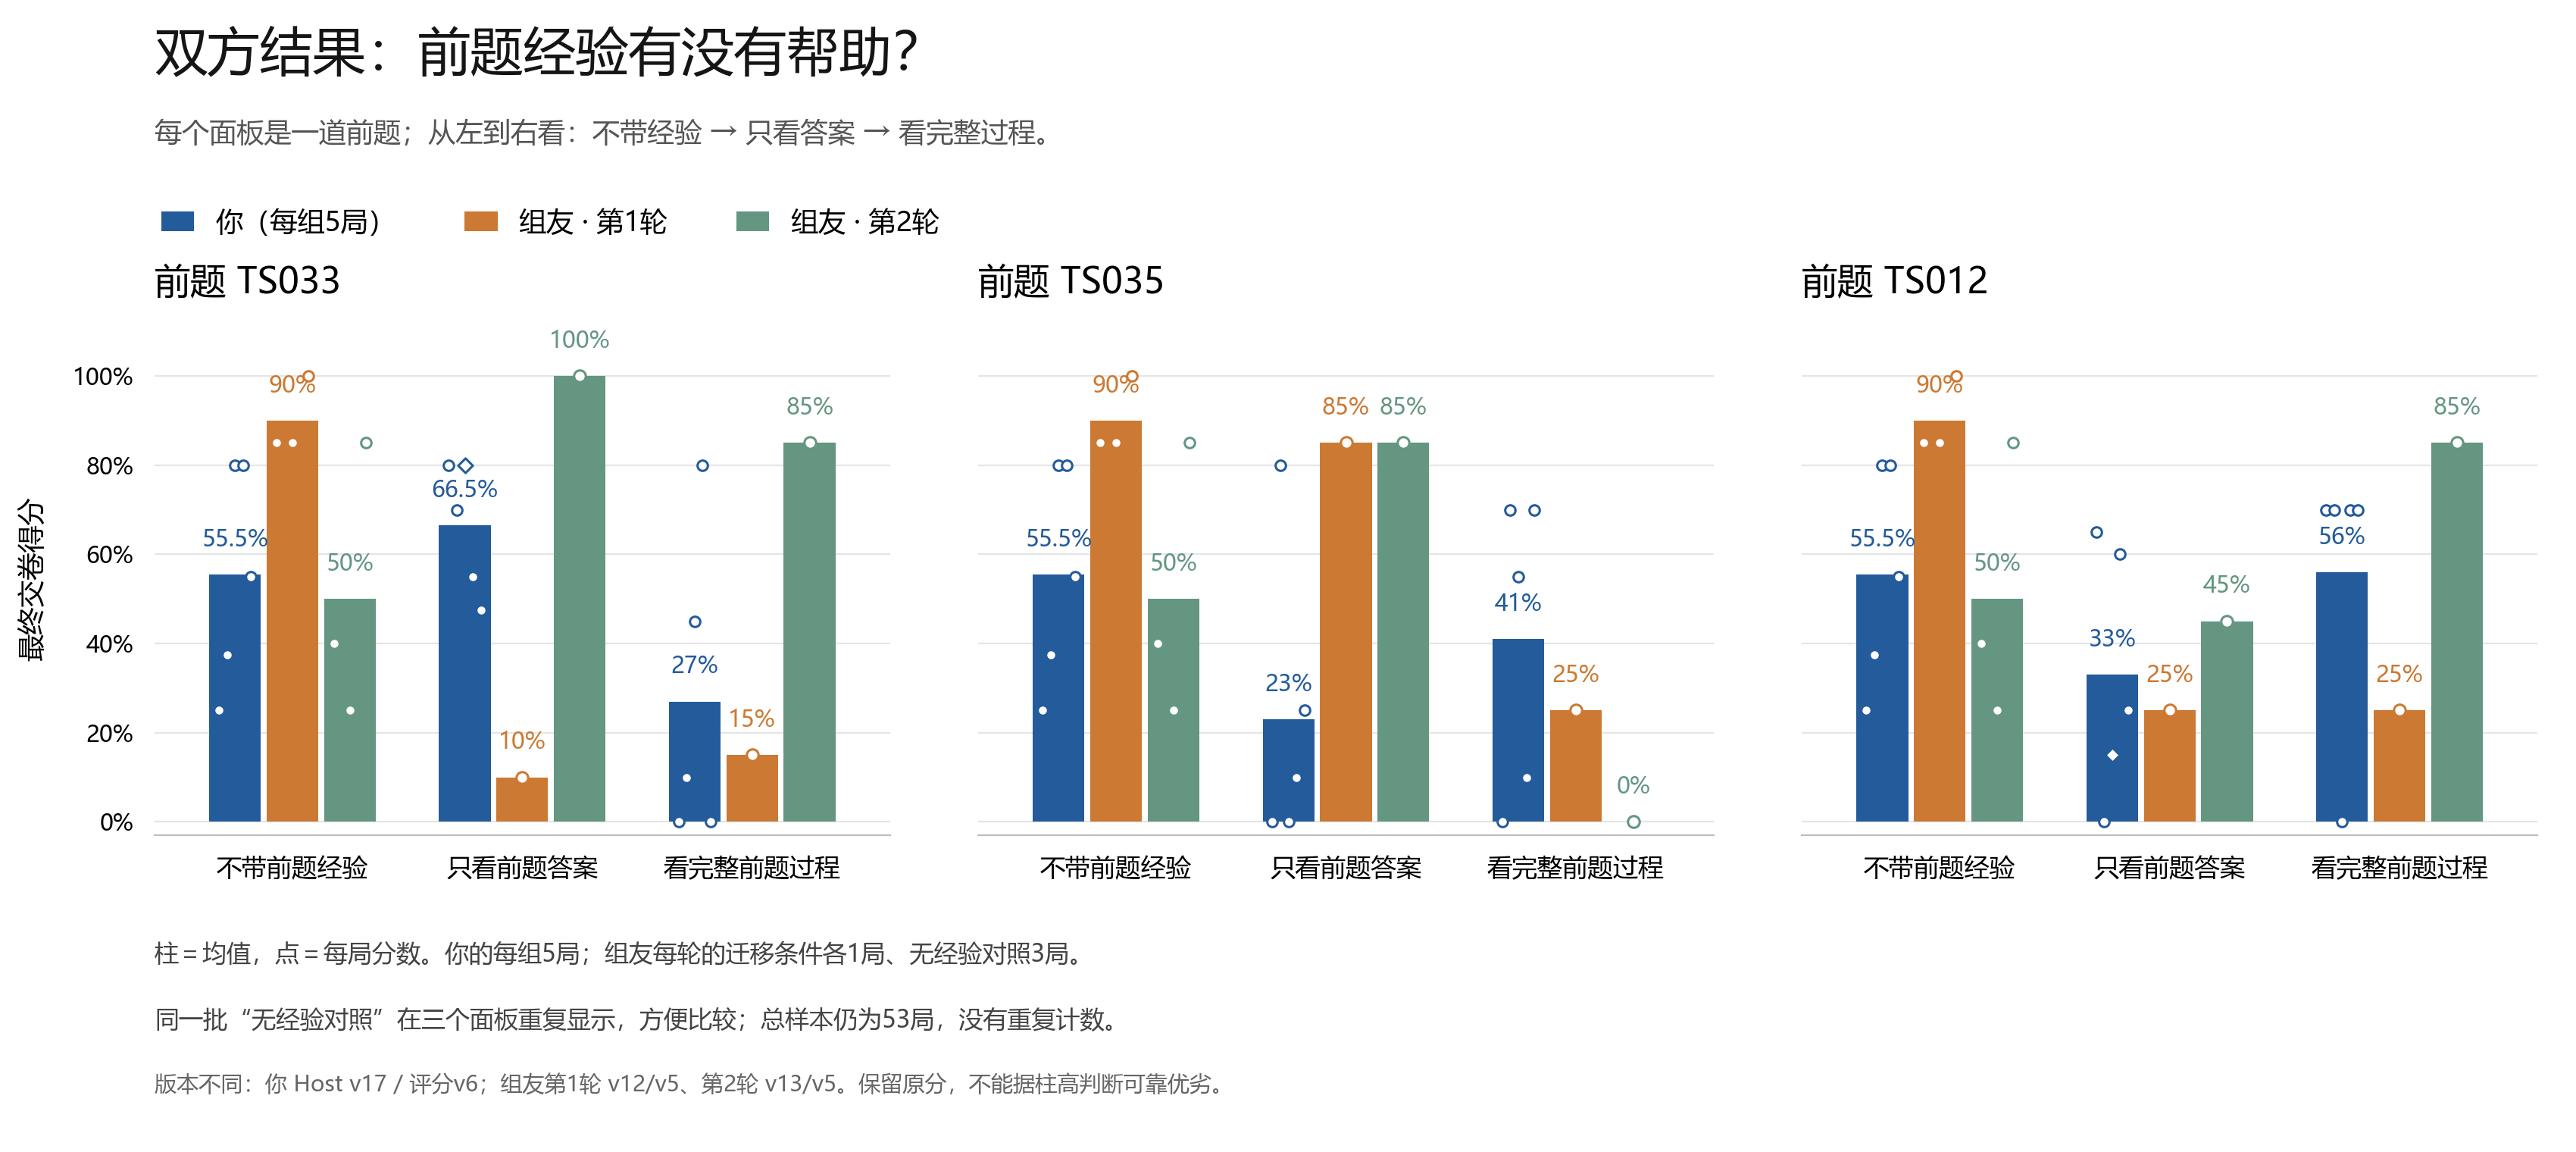 双方结果：前题经验有没有帮助？
每个面板是一道前题；从左到右看：不带经验 → 只看答案 → 看完整过程。
你（每组5局） 组友 · 第1轮 组友 · 第2轮
前题 TS033 前题 TS035 前题 TS012
最终交卷得分
100%
80%
60%
40%
20%
0%
55.5% 90% 50% 66.5% 10% 100% 27% 15% 85%
不带前题经验 只看前题答案 看完整前题过程
55.5% 90% 50% 23% 85% 85% 41% 25% 0%
不带前题经验 只看前题答案 看完整前题过程
55.5% 90% 50% 33% 25% 45% 56% 25% 85%
不带前题经验 只看前题答案 看完整前题过程
柱＝均值，点＝每局分数。你的每组5局；组友每轮的迁移条件各1局、无经验对照3局。
同一批“无经验对照”在三个面板重复显示，方便比较；总样本仍为53局，没有重复计数。
版本不同：你 Host v17 / 评分v6；组友第1轮 v12/v5、第2轮 v13/v5。保留原分，不能据柱高判断可靠优劣。